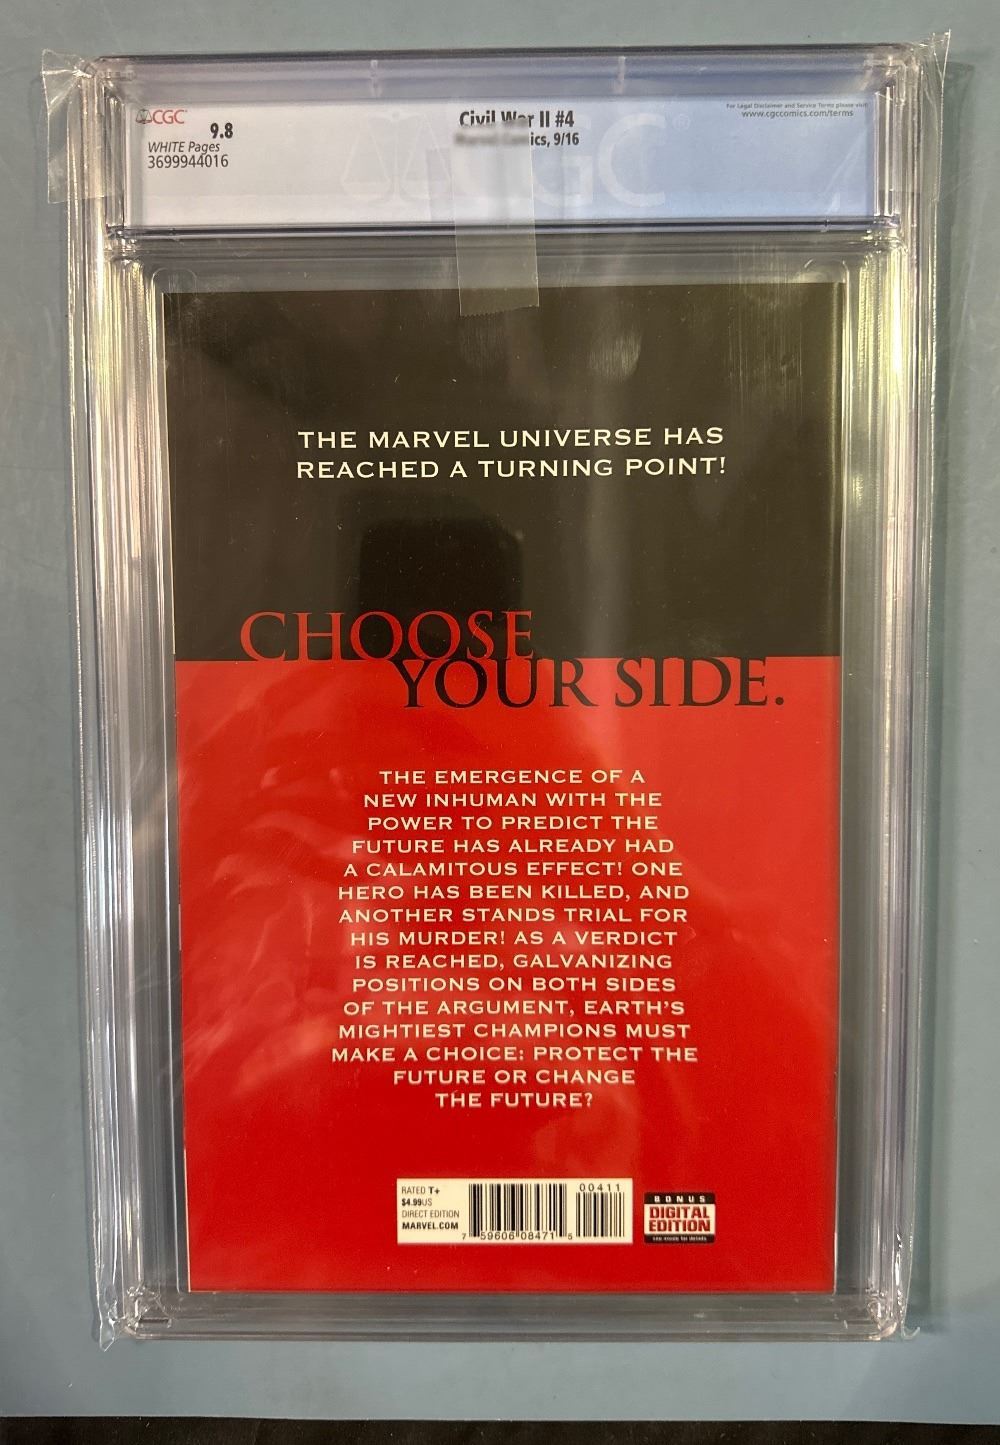 CGC
9.8
WHITE Pages
3699944016
Civil War II #4
9/16
For Legal Disclaimer and Service Terms please visit
www.cgccomics.com/terms
CGC
THE MARVEL UNIVERSE HAS
REACHED A TURNING POINT!
CHOOSE
YOUR SIDE.
THE EMERGENCE OF A
NEW INHUMAN WITH THE
POWER TO PREDICT THE
FUTURE HAS ALREADY HAD
A CALAMITOUS EFFECT! ONE
HERO HAS BEEN KILLED, AND
ANOTHER STANDS TRIAL FOR
HIS MURDER! AS A VERDICT
IS REACHED, GALVANIZING
POSITIONS ON BOTH SIDES
OF THE ARGUMENT, EARTH'S
MIGHTIEST CHAMPIONS MUST
MAKE A CHOICE: PROTECT THE
FUTURE OR CHANGE
THE FUTURE?
RATED T+
$4.99US
DIRECT EDITION
MARVEL.COM
00411
7 59606 08471 5
BONUS
DIGITAL
EDITION